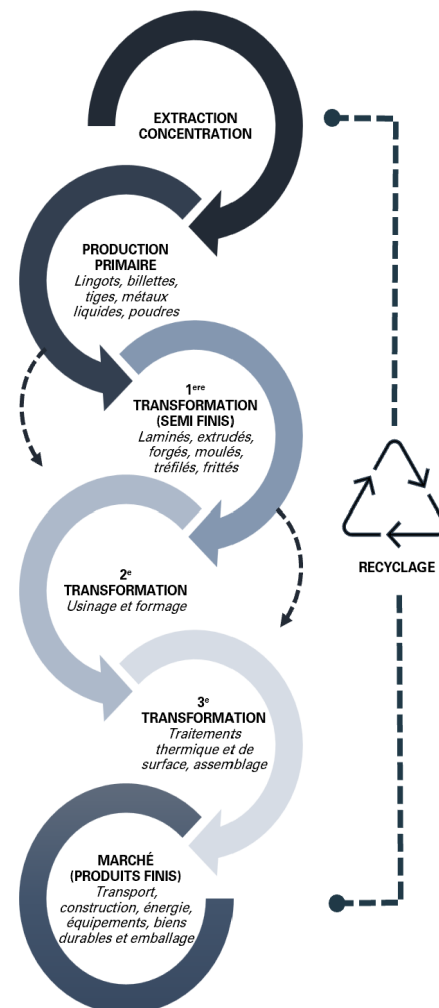 EXTRACTION
CONCENTRATION
PRODUCTION
PRIMAIRE
Lingots, billettes,
tiges, métaux
liquides, poudres
1ere
TRANSFORMATION
(SEMI FINIS)
Laminés, extrudés,
forgés, moulés,
tréfilés, frittés
RECYCLAGE
2e
TRANSFORMATION
Usinage et formage
3e
TRANSFORMATION
Traitements
thermique et de
surface, assemblage
MARCHÉ
(PRODUITS FINIS)
Transport,
construction, énergie,
équipements, biens
durables et emballage